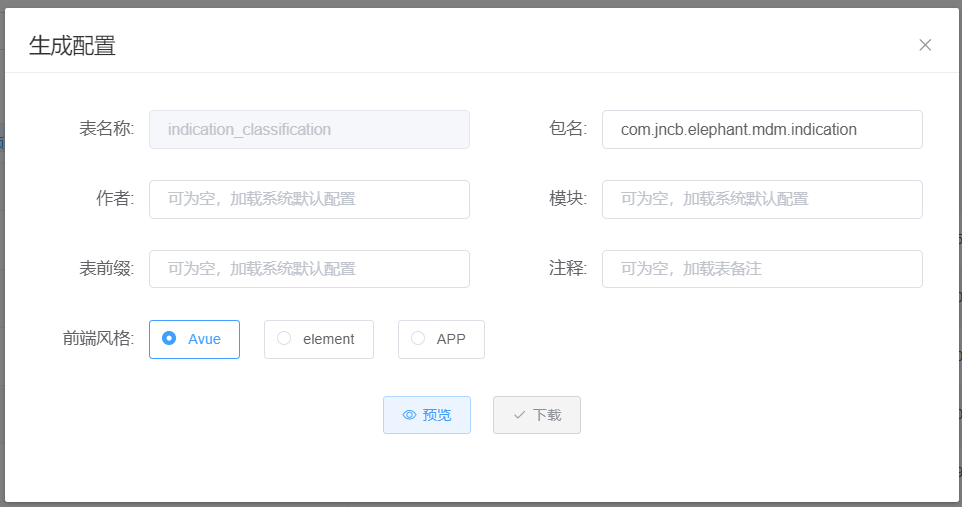 生成配置
表名称: indication_classification 包名: com.jncb.elephant.mdm.indication
作者: 可为空，加载系统默认配置 模块: 可为空，加载系统默认配置
表前缀: 可为空，加载系统默认配置 注释: 可为空，加载表备注
前端风格: Avue element APP
预览 下载